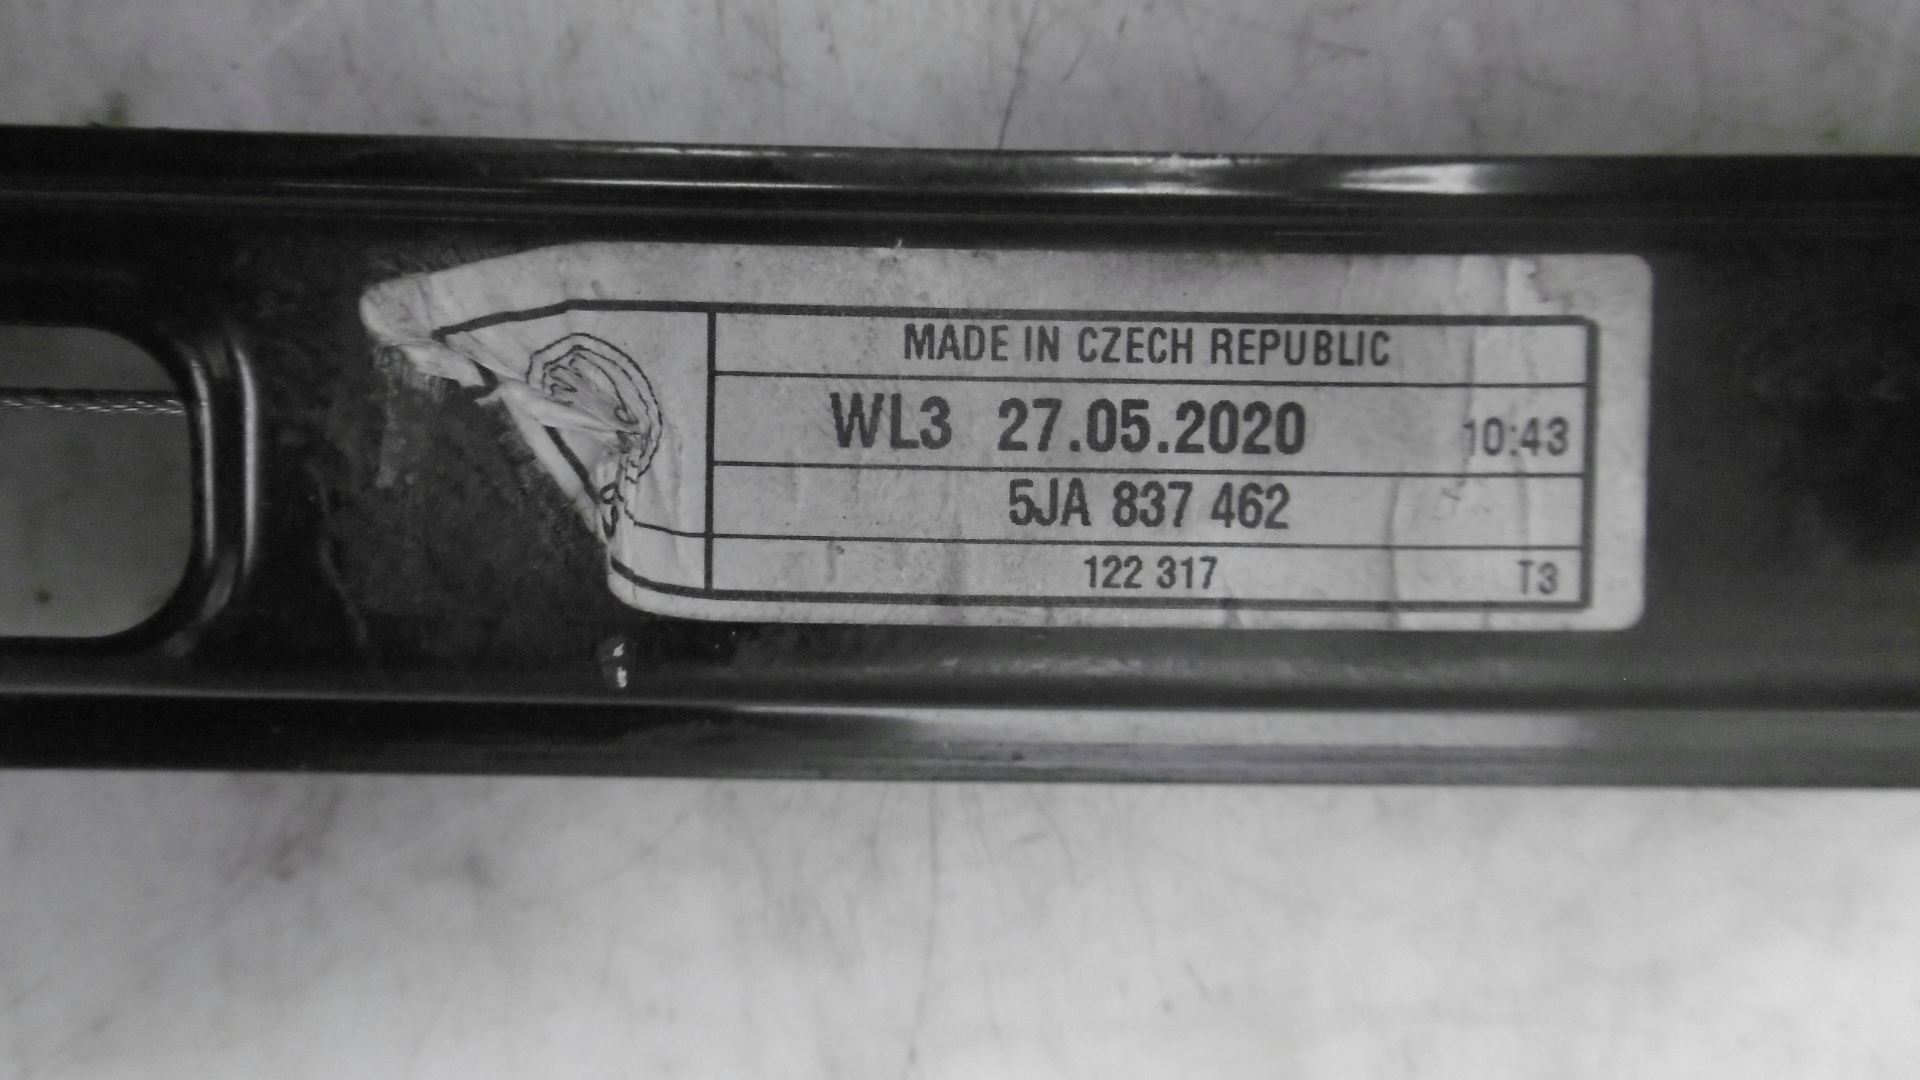 MADE IN CZECH REPUBLIC
WL3 27.05.2020 10:43
5JA 837 462
122 317 T3